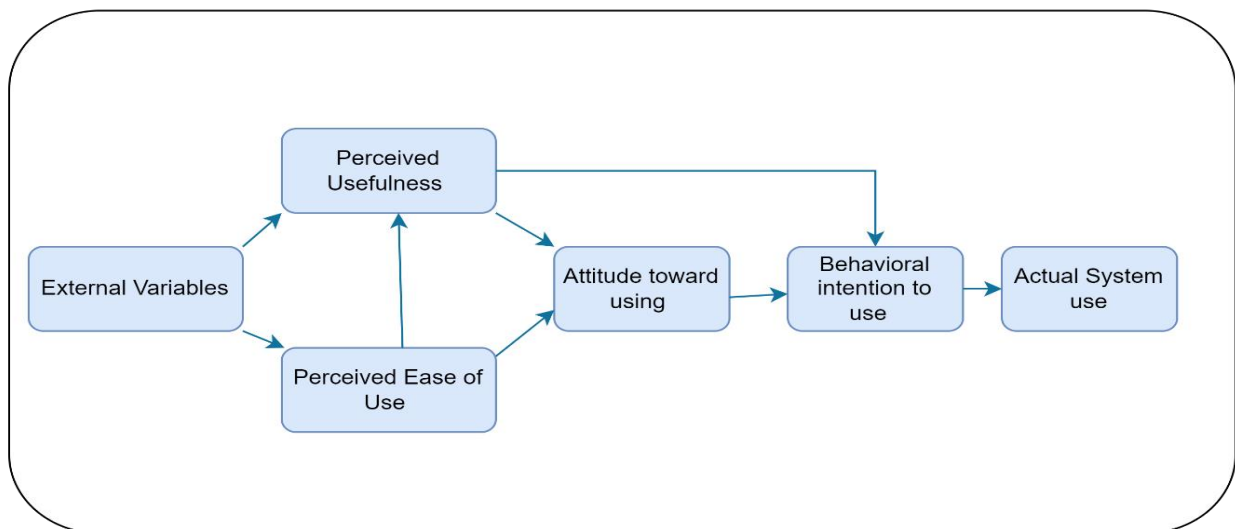 Perceived
Usefulness
External Variables
Perceived Ease of
Use
Attitude toward
using
Behavioral
intention to
use
Actual System
use